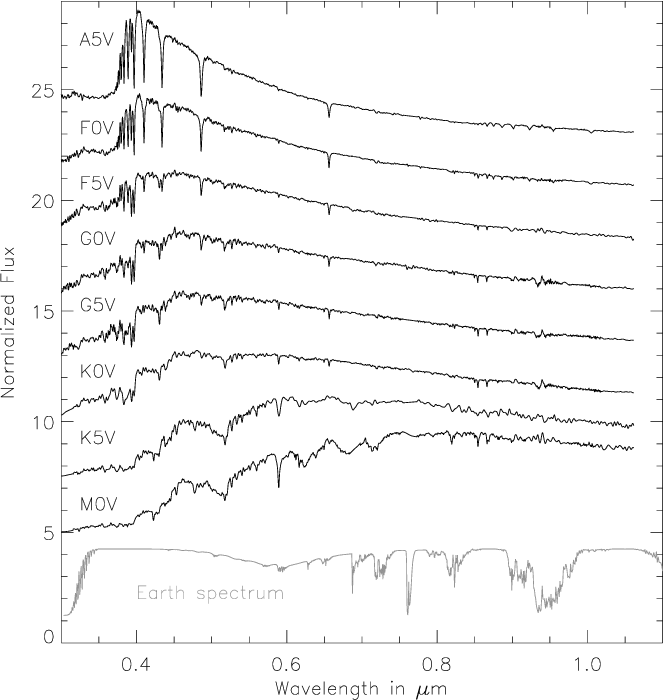 A5V
25
F0V
F5V
20
G0V
15
G5V
K0V
10
K5V
M0V
5
Earth spectrum
0
0.4 0.6 0.8 1.0
Wavelength in μm
Normalized Flux